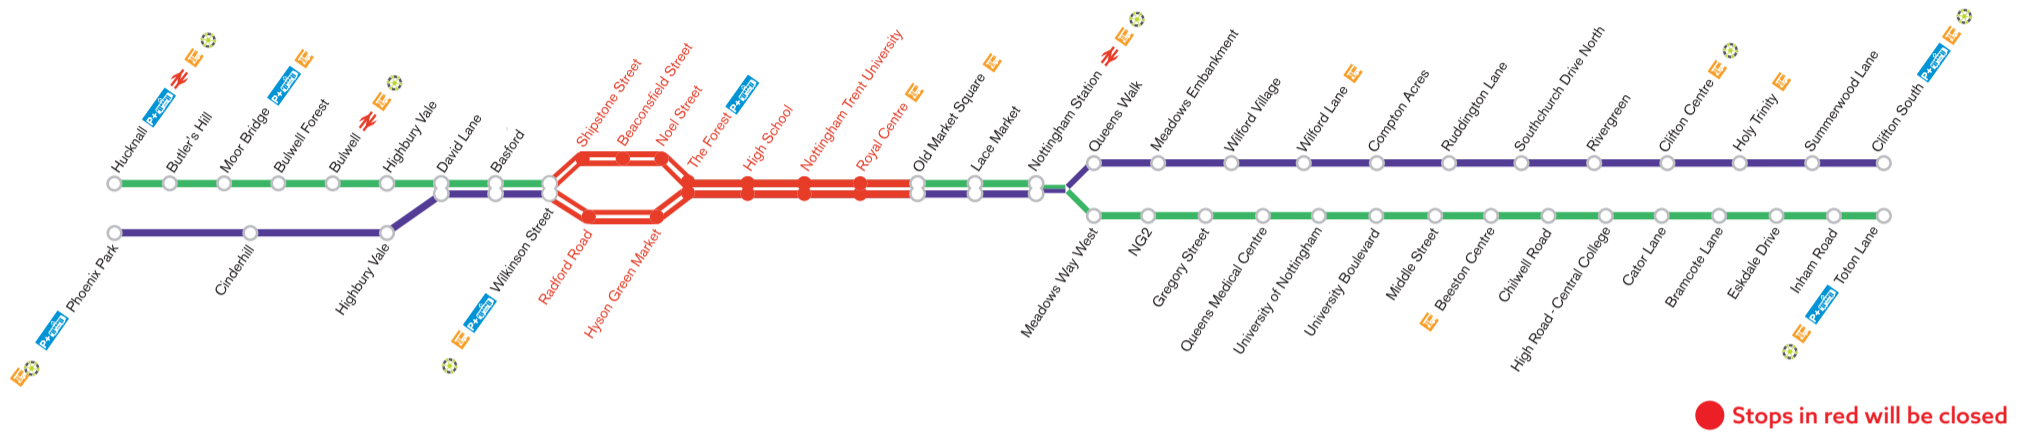 Hucknall
Butler's Hill
Moor Bridge
Bulwell Forest
Bulwell
Highbury Vale
David Lane
Basford
Shipstone Street
Beaconsfield Street
Noel Street
The Forest
High School
Nottingham Trent University
Royal Centre
Old Market Square
Lace Market
Nottingham Station
Queens Walk
Meadows Embankment
Wilford Village
Wilford Lane
Compton Acres
Ruddington Lane
Southchurch Drive North
Rivergreen
Clifton Centre
Holy Trinity
Summerwood Lane
Clifton South
Phoenix Park
Cinderhill
Highbury Vale
Wilkinson Street
Radford Road
Hyson Green Market
Meadows Way West
NG2
Gregory Street
Queens Medical Centre
University of Nottingham
University Boulevard
Middle Street
Beeston Centre
Chilwell Road
High Road - Central College
Cator Lane
Bramcote Lane
Eskdale Drive
Inham Road
Toton Lane
Stops in red will be closed